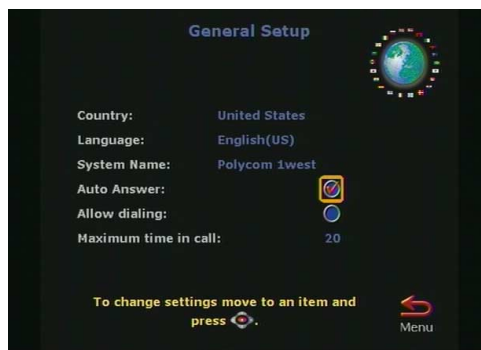 General Setup
Country: United States
Language: English(US)
System Name: Polycom 1west
Auto Answer:
Allow dialing:
Maximum time in call: 20
To change settings move to an item and
press .
Menu